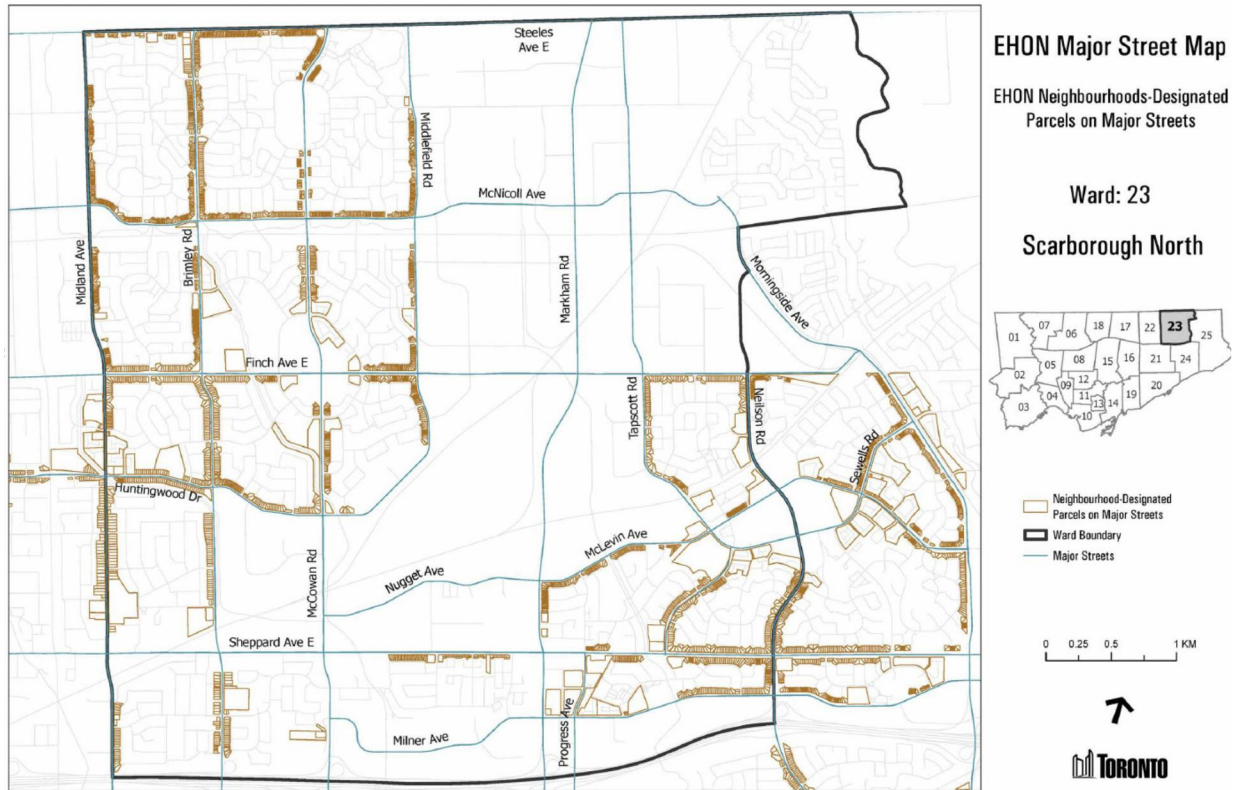 EHON Major Street Map
EHON Neighbourhoods-Designated
Parcels on Major Streets
Ward: 23
Scarborough North
Steeles
Ave E
Middlefield Rd
McNicoll Ave
Midland Ave
Brimley Rd
Markham Rd
Morningside Ave
Finch Ave E
Tapscott Rd
Neilson Rd
Sewells Rd
Huntingwood Dr
McLevin Ave
Nugget Ave
McCowan Rd
Sheppard Ave E
Progress Ave
Milner Ave
01
07
06
18
17
22
23
25
02
05
08
15
16
21
24
09
12
11
13
14
19
20
03
04
10
Neighbourhood-Designated
Parcels on Major Streets
Ward Boundary
Major Streets
0 0.25 0.5 1 KM
TORONTO